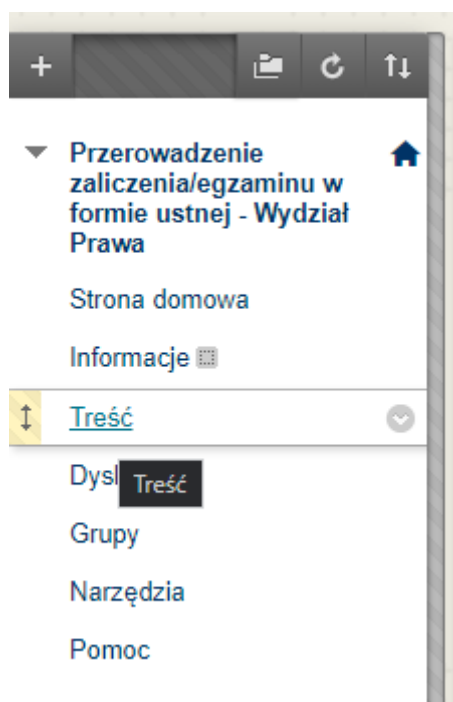 Przerowadzenie
zaliczenia/egzaminu w
formie ustnej - Wydział
Prawa
Strona domowa
Informacje
Treść
Treść
Grupy
Narzędzia
Pomoc